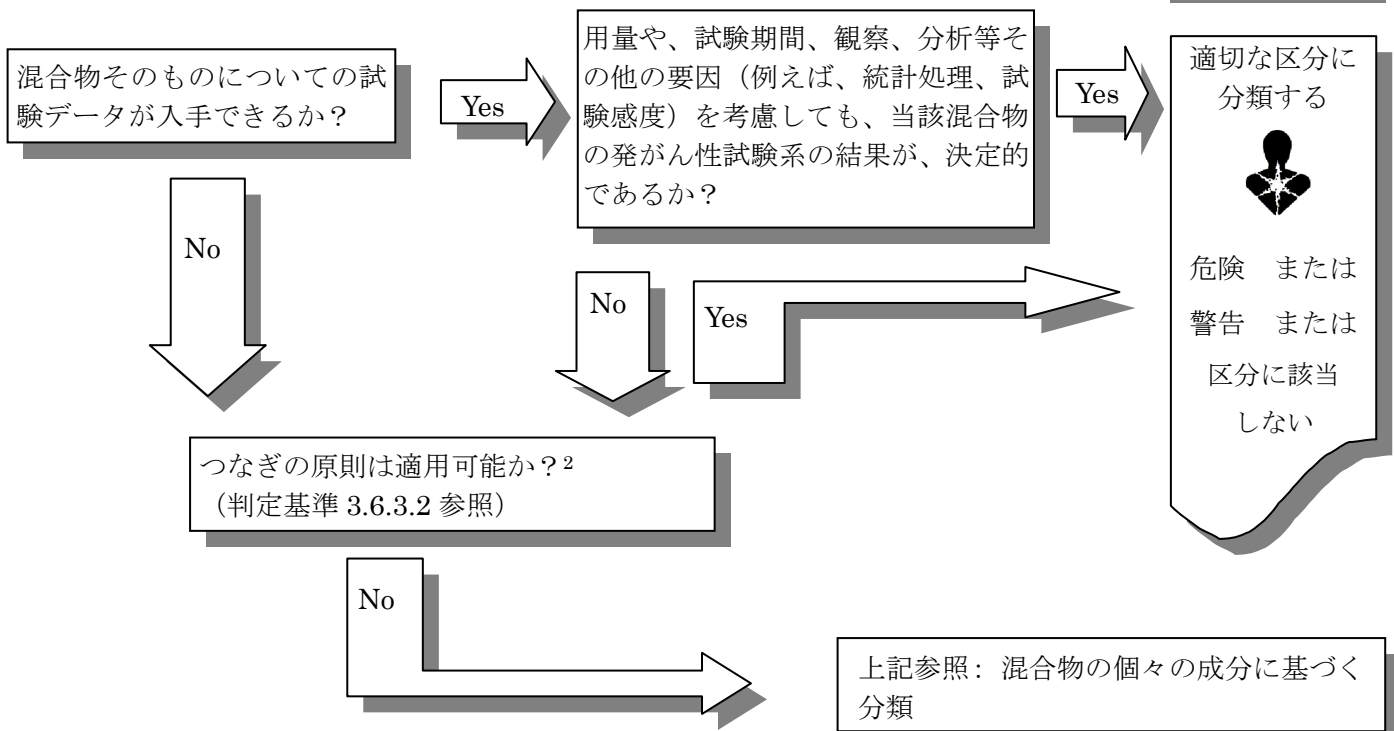 混合物そのものについての試
験データが入手できるか？
Yes
用量や、試験期間、観察、分析等そ
の他の要因（例えば、統計処理、試
験感度）を考慮しても、当該混合物
の発がん性試験系の結果が、決定的
であるか？
Yes
適切な区分に
分類する
危険　または
警告　または
区分に該当
しない
No
No
Yes
つなぎの原則は適用可能か？2
（判定基準 3.6.3.2 参照）
No
上記参照：混合物の個々の成分に基づく
分類